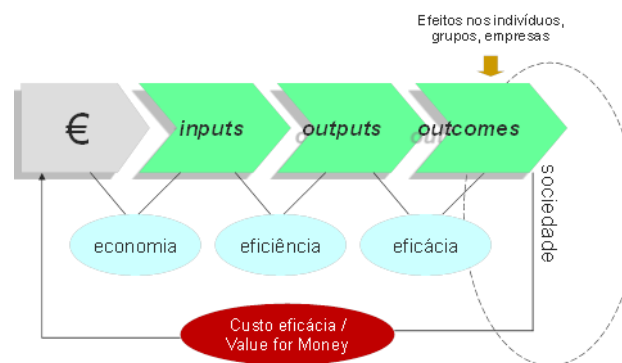 Efeitos nos indivíduos,
grupos, empresas
€
inputs
outputs
outcomes
sociedade
economia
eficiência
eficácia
Custo eficácia /
Value for Money